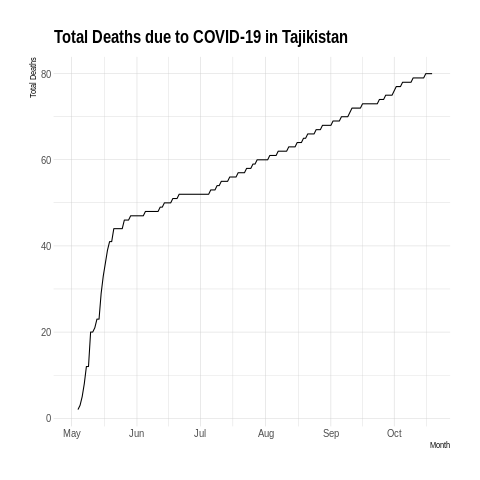 Total Deaths due to COVID-19 in Tajikistan
Total Deaths
80
60
40
20
0
May Jun Jul Aug Sep Oct
Month